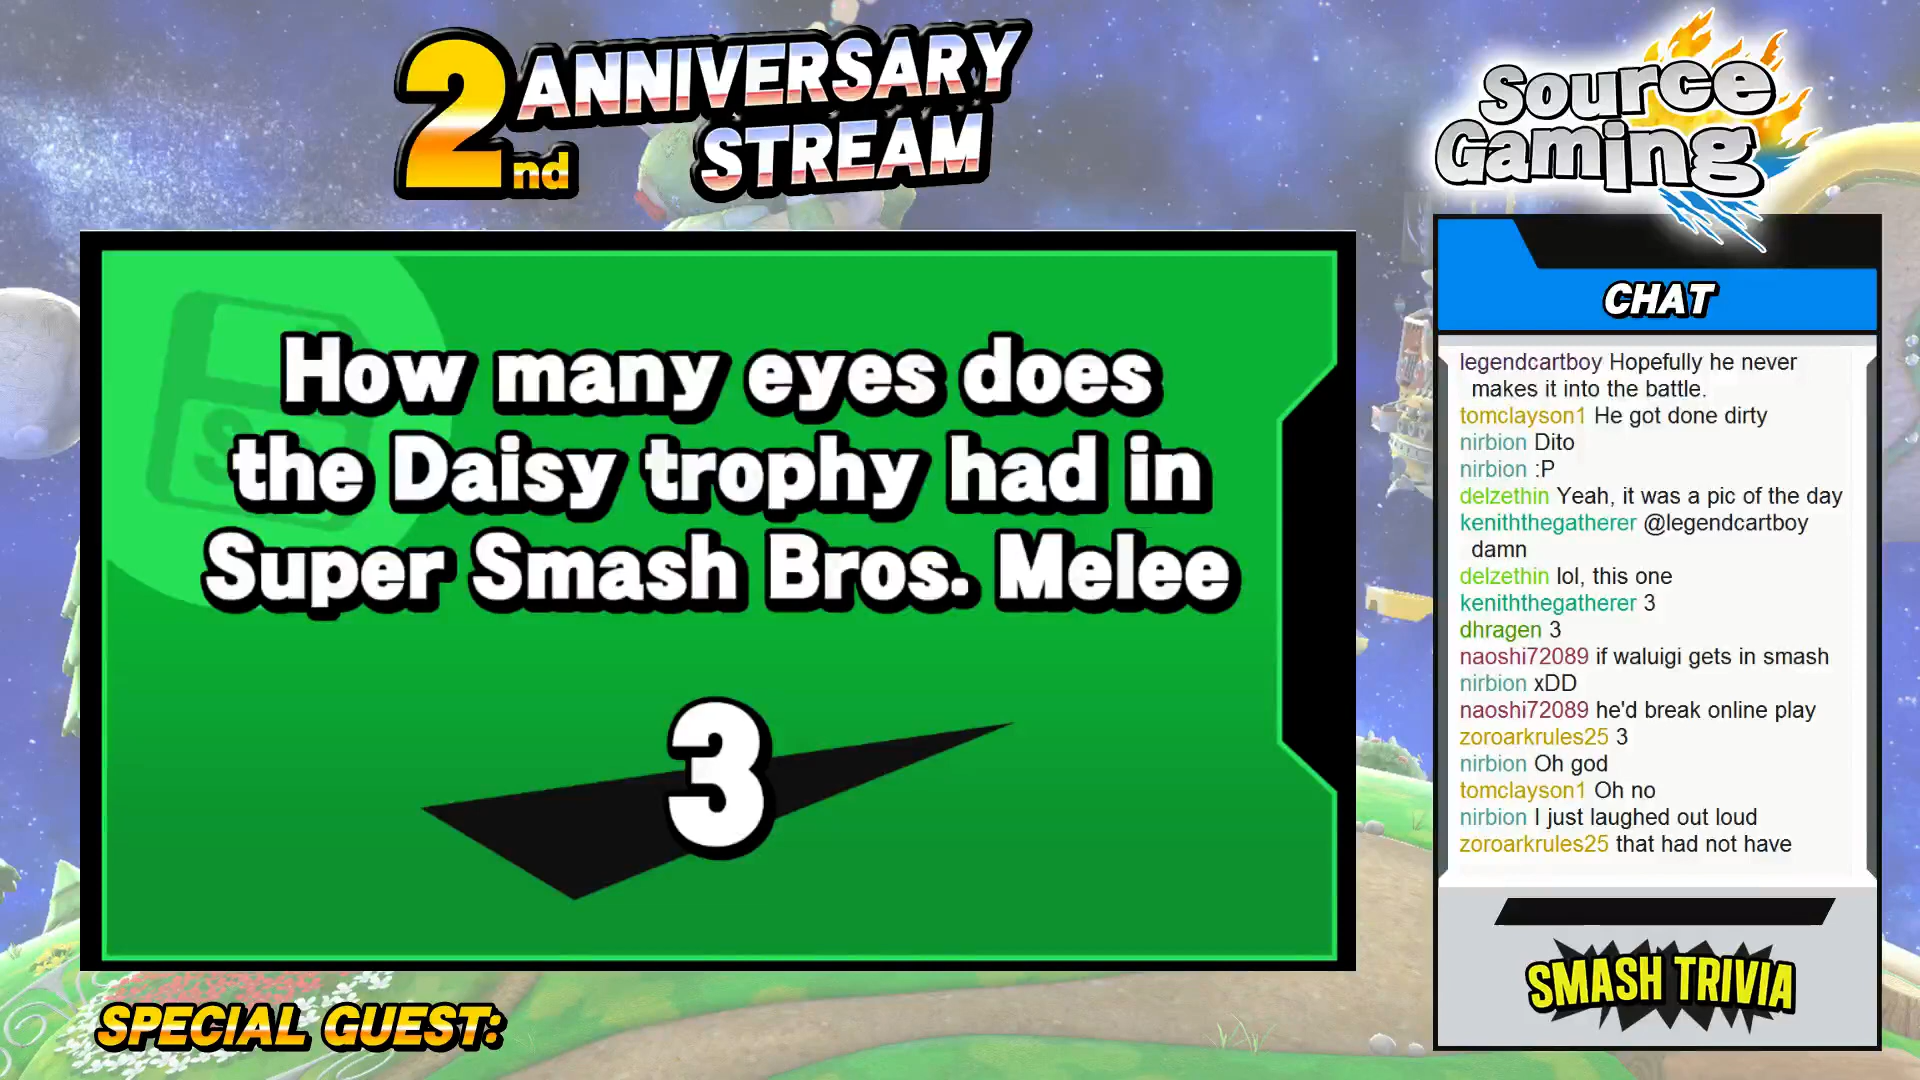 2nd ANNIVERSARY
STREAM
Source
Gaming
How many eyes does
the Daisy trophy had in
Super Smash Bros. Melee
3
CHAT
legendcartboy Hopefully he never
makes it into the battle.
tomclayson1 He got done dirty
nirbion Dito
nirbion :P
delzethin Yeah, it was a pic of the day
keniththegatherer @legendcartboy
damn
delzethin lol, this one
keniththegatherer 3
dhragen 3
naoshi72089 if waluigi gets in smash
nirbion xDD
naoshi72089 he'd break online play
zoroarkrules25 3
nirbion Oh god
tomclayson1 Oh no
nirbion I just laughed out loud
zoroarkrules25 that had not have
SMASH TRIVIA
SPECIAL GUEST: